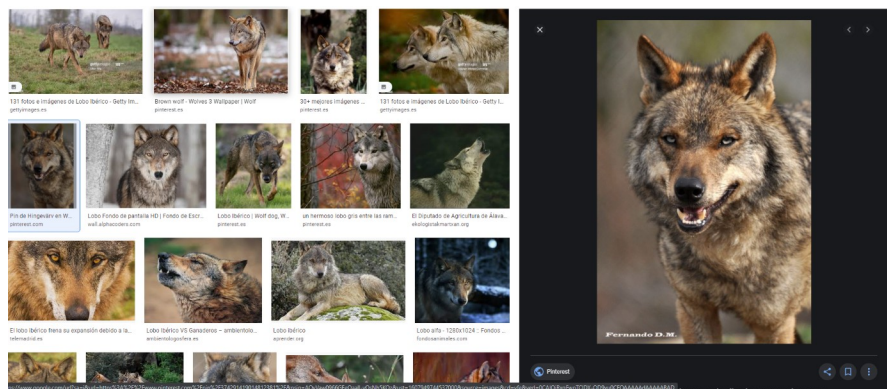 131 fotos e imágenes de Lobo Ibérico - Getty Im...
gettyimages.es
Brown wolf - Wolves 3 Wallpaper | Wolf
pinterest.es
30+ mejores imágenes ...
pinterest.es
131 fotos e imágenes de Lobo Ibérico - Getty I...
gettyimages.es
Pin de Hingevärv en W...
pinterest.com
Lobo Fondo de pantalla HD | Fondo de Escr...
wall.alphacoders.com
Lobo Ibérico | Wolf dog, W...
pinterest.es
un hermoso lobo gris entre las ram...
pinterest.es
El Diputado de Agricultura de Álava...
ekologistakmartxan.org
El lobo ibérico frena su expansión debido a la...
telemadrid.es
Lobo Ibérico VS Ganaderos – ambientolo...
ambientologosfera.es
Lobo ibérico
aprender.org
Lobo alfa - 1280x1024 :: Fondos ...
fondosanimales.com
Fernando D.M.
Pinterest